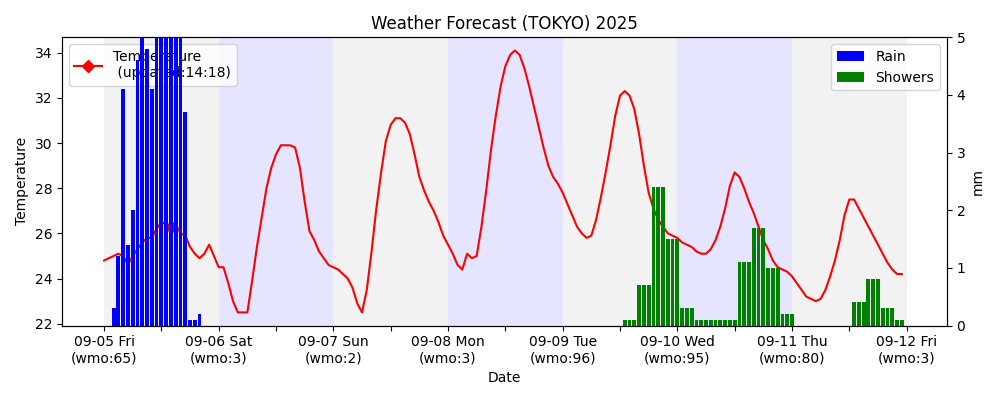 Weather Forecast (TOKYO) 2025
Temperature
(updated:14:18)
Rain
Showers
34
32
30
28
26
24
22
Temperature
5
4
3
2
1
0
mm
09-05 Fri
(wmo:65)
09-06 Sat
(wmo:3)
09-07 Sun
(wmo:2)
09-08 Mon
(wmo:3)
09-09 Tue
(wmo:96)
09-10 Wed
(wmo:95)
09-11 Thu
(wmo:80)
09-12 Fri
(wmo:3)
Date